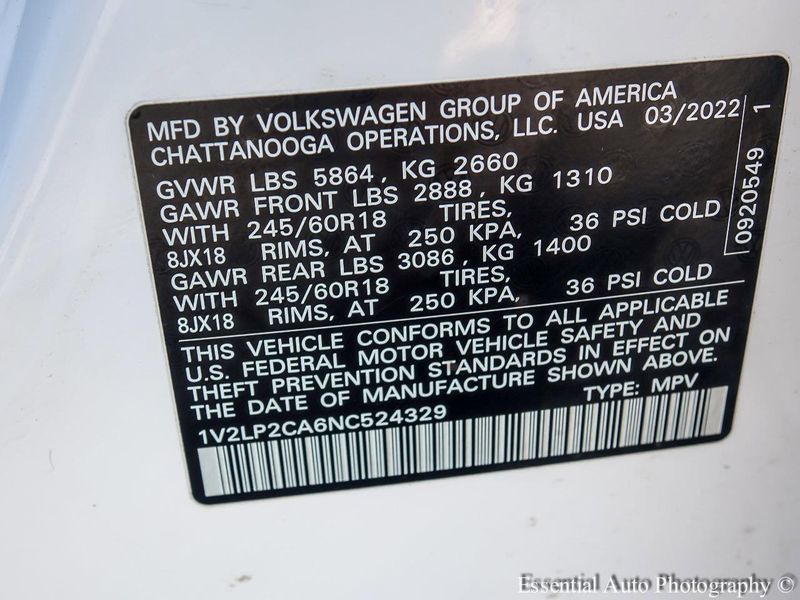 MFD BY VOLKSWAGEN GROUP OF AMERICA
CHATTANOOGA OPERATIONS, LLC. USA 03/2022
GVWR LBS 5864, KG 2660
GAWR FRONT LBS 2888, KG 1310
WITH 245/60R18 TIRES,
8JX18 RIMS, AT 250 KPA, 36 PSI COLD
GAWR REAR LBS 3086, KG 1400
WITH 245/60R18 TIRES,
8JX18 RIMS, AT 250 KPA, 36 PSI COLD
0920549 1
THIS VEHICLE CONFORMS TO ALL APPLICABLE
U.S. FEDERAL MOTOR VEHICLE SAFETY AND
THEFT PREVENTION STANDARDS IN EFFECT ON
THE DATE OF MANUFACTURE SHOWN ABOVE.
1V2LP2CA6NC524329 TYPE: MPV
Essential Auto Photography ©